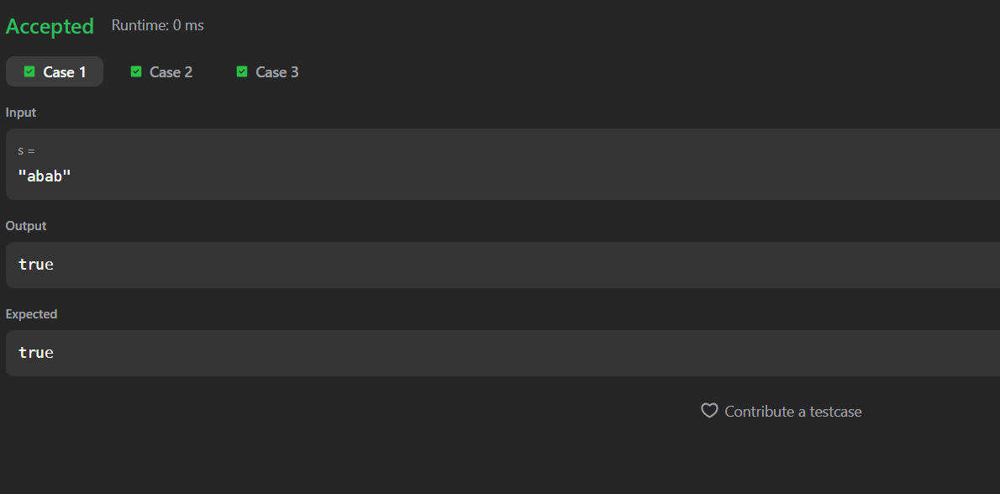 Accepted Runtime: 0 ms
Case 1 Case 2 Case 3
Input
s =
"abab"
Output
true
Expected
true
Contribute a testcase